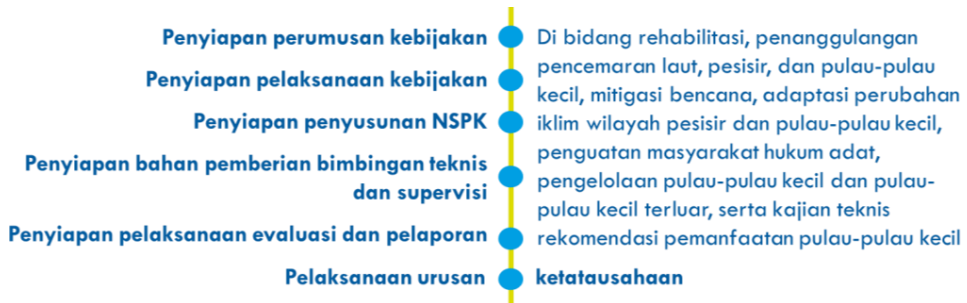 Penyiapan perumusan kebijakan
Penyiapan pelaksanaan kebijakan
Penyiapan penyusunan NSPK
Penyiapan bahan pemberian bimbingan teknis
dan supervisi
Penyiapan pelaksanaan evaluasi dan pelaporan
Di bidang rehabilitasi, penanggulangan
pencemaran laut, pesisir, dan pulau-pulau
kecil, mitigasi bencana, adaptasi perubahan
iklim wilayah pesisir dan pulau-pulau kecil,
penguatan masyarakat hukum adat,
pengelolaan pulau-pulau kecil dan pulau-
pulau kecil terluar, serta kajian teknis
rekomendasi pemanfaatan pulau-pulau kecil
Pelaksanaan urusan ketatausahaan